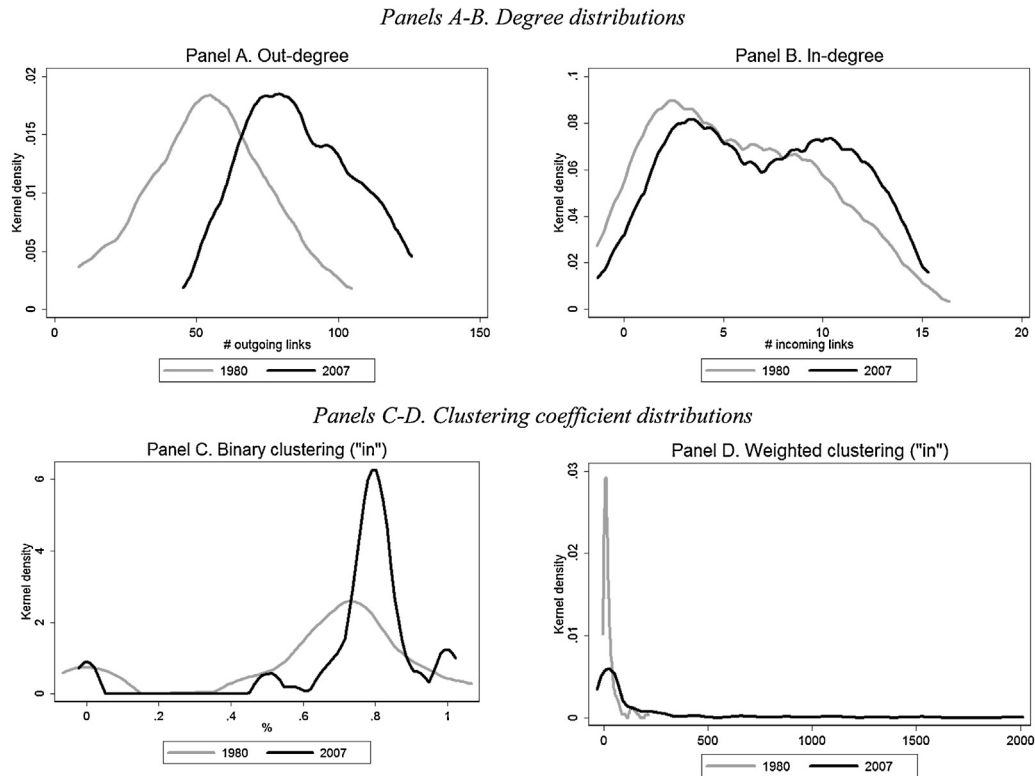 Panels A-B. Degree distributions
Panel A. Out-degree
Kernel density
0 .005 .01 .015 .02
0 50 100 150
# outgoing links
1980 2007
Panel B. In-degree
Kernel density
0 .02 .04 .06 .08 .1
0 5 10 15 20
# incoming links
1980 2007
Panels C-D. Clustering coefficient distributions
Panel C. Binary clustering ("in")
Kernel density
0 2 4 6
0 .2 .4 .6 .8 1
%
1980 2007
Panel D. Weighted clustering ("in")
Kernel density
0 .01 .02 .03
0 500 1000 1500 2000
1980 2007